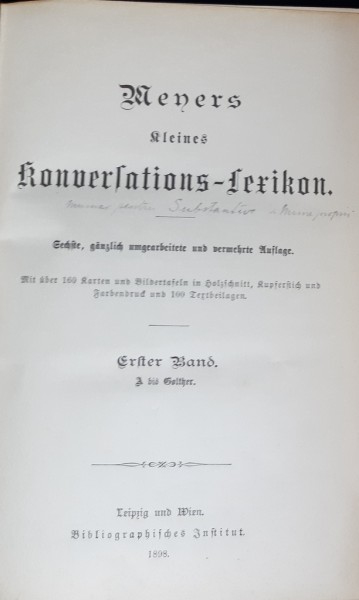 Meyers
Kleines
Konversations-Lexikon.
Substantivo
Sechste, gänzlich umgearbeitete und vermehrte Auflage.
Mit über 160 Karten und Bildertafeln in Holzschnitt, Kupferstich und
Farbendruck und 100 Textbeilagen.
Erster Band.
A bis Golther.
Leipzig und Wien.
Bibliographisches Institut.
1898.